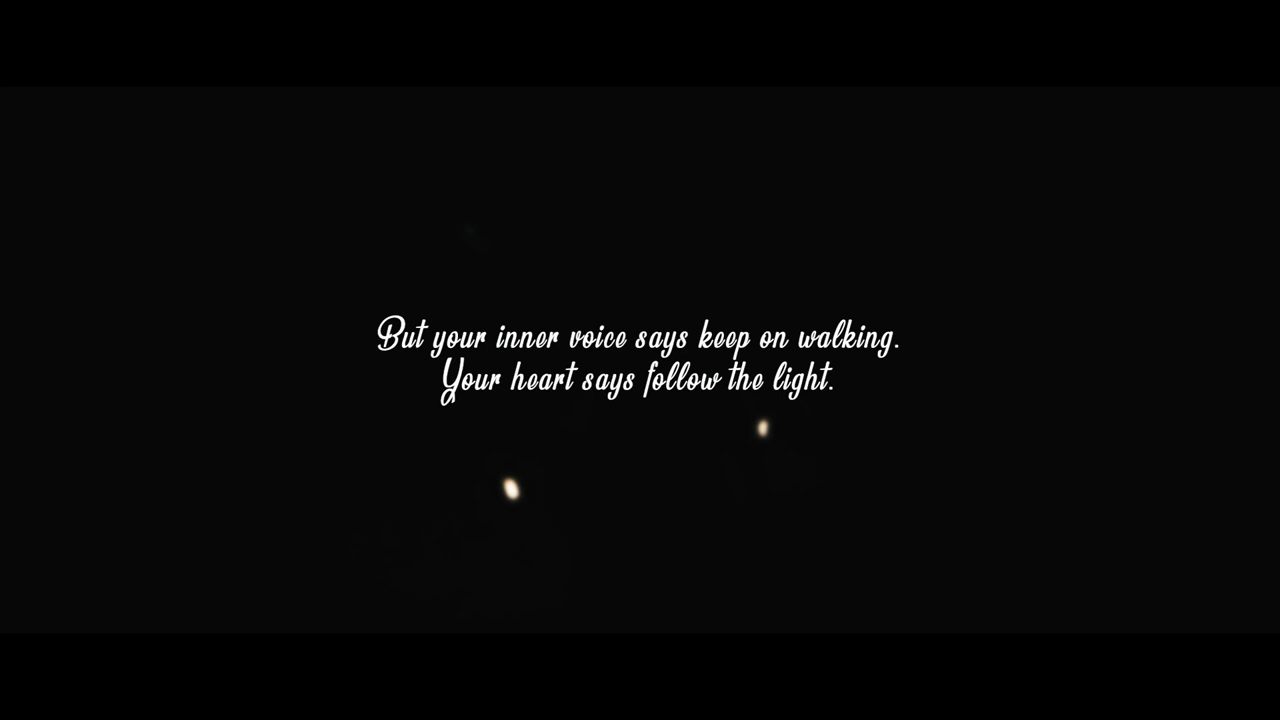 But your inner voice says keep on walking.
Your heart says follow the light.